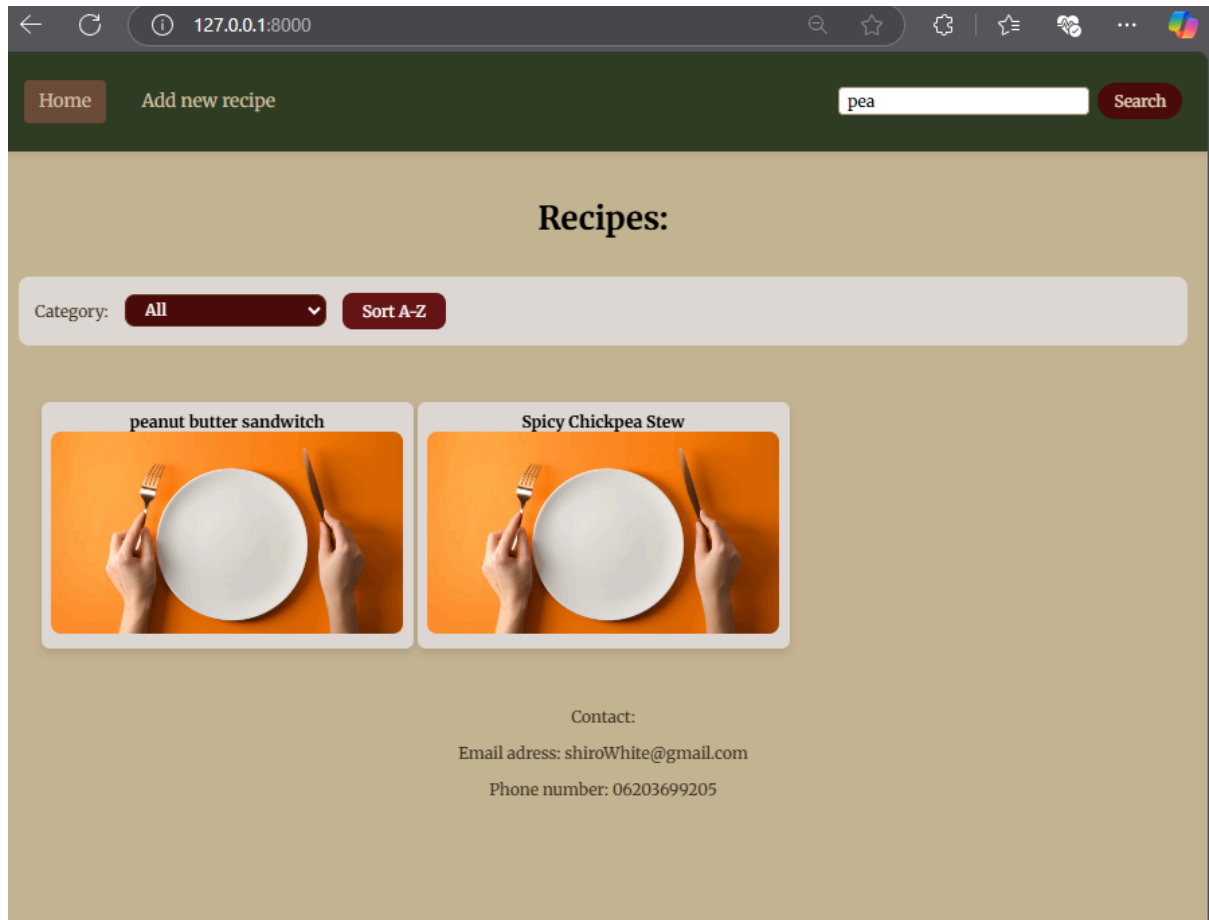 127.0.0.1:8000
Home Add new recipe pea Search
Recipes:
Category: All Sort A-Z
peanut butter sandwitch Spicy Chickpea Stew
Contact:
Email adress: shiroWhite@gmail.com
Phone number: 06203699205